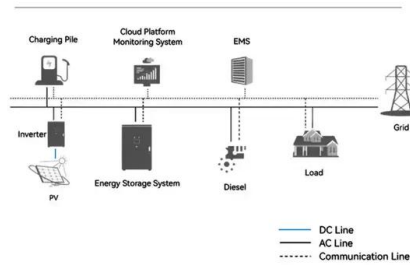 Charging Pile
Cloud Platform
Monitoring System
EMS
Grid
Inverter
PV
Energy Storage System
Diesel
Load
DC Line
AC Line
Communication Line